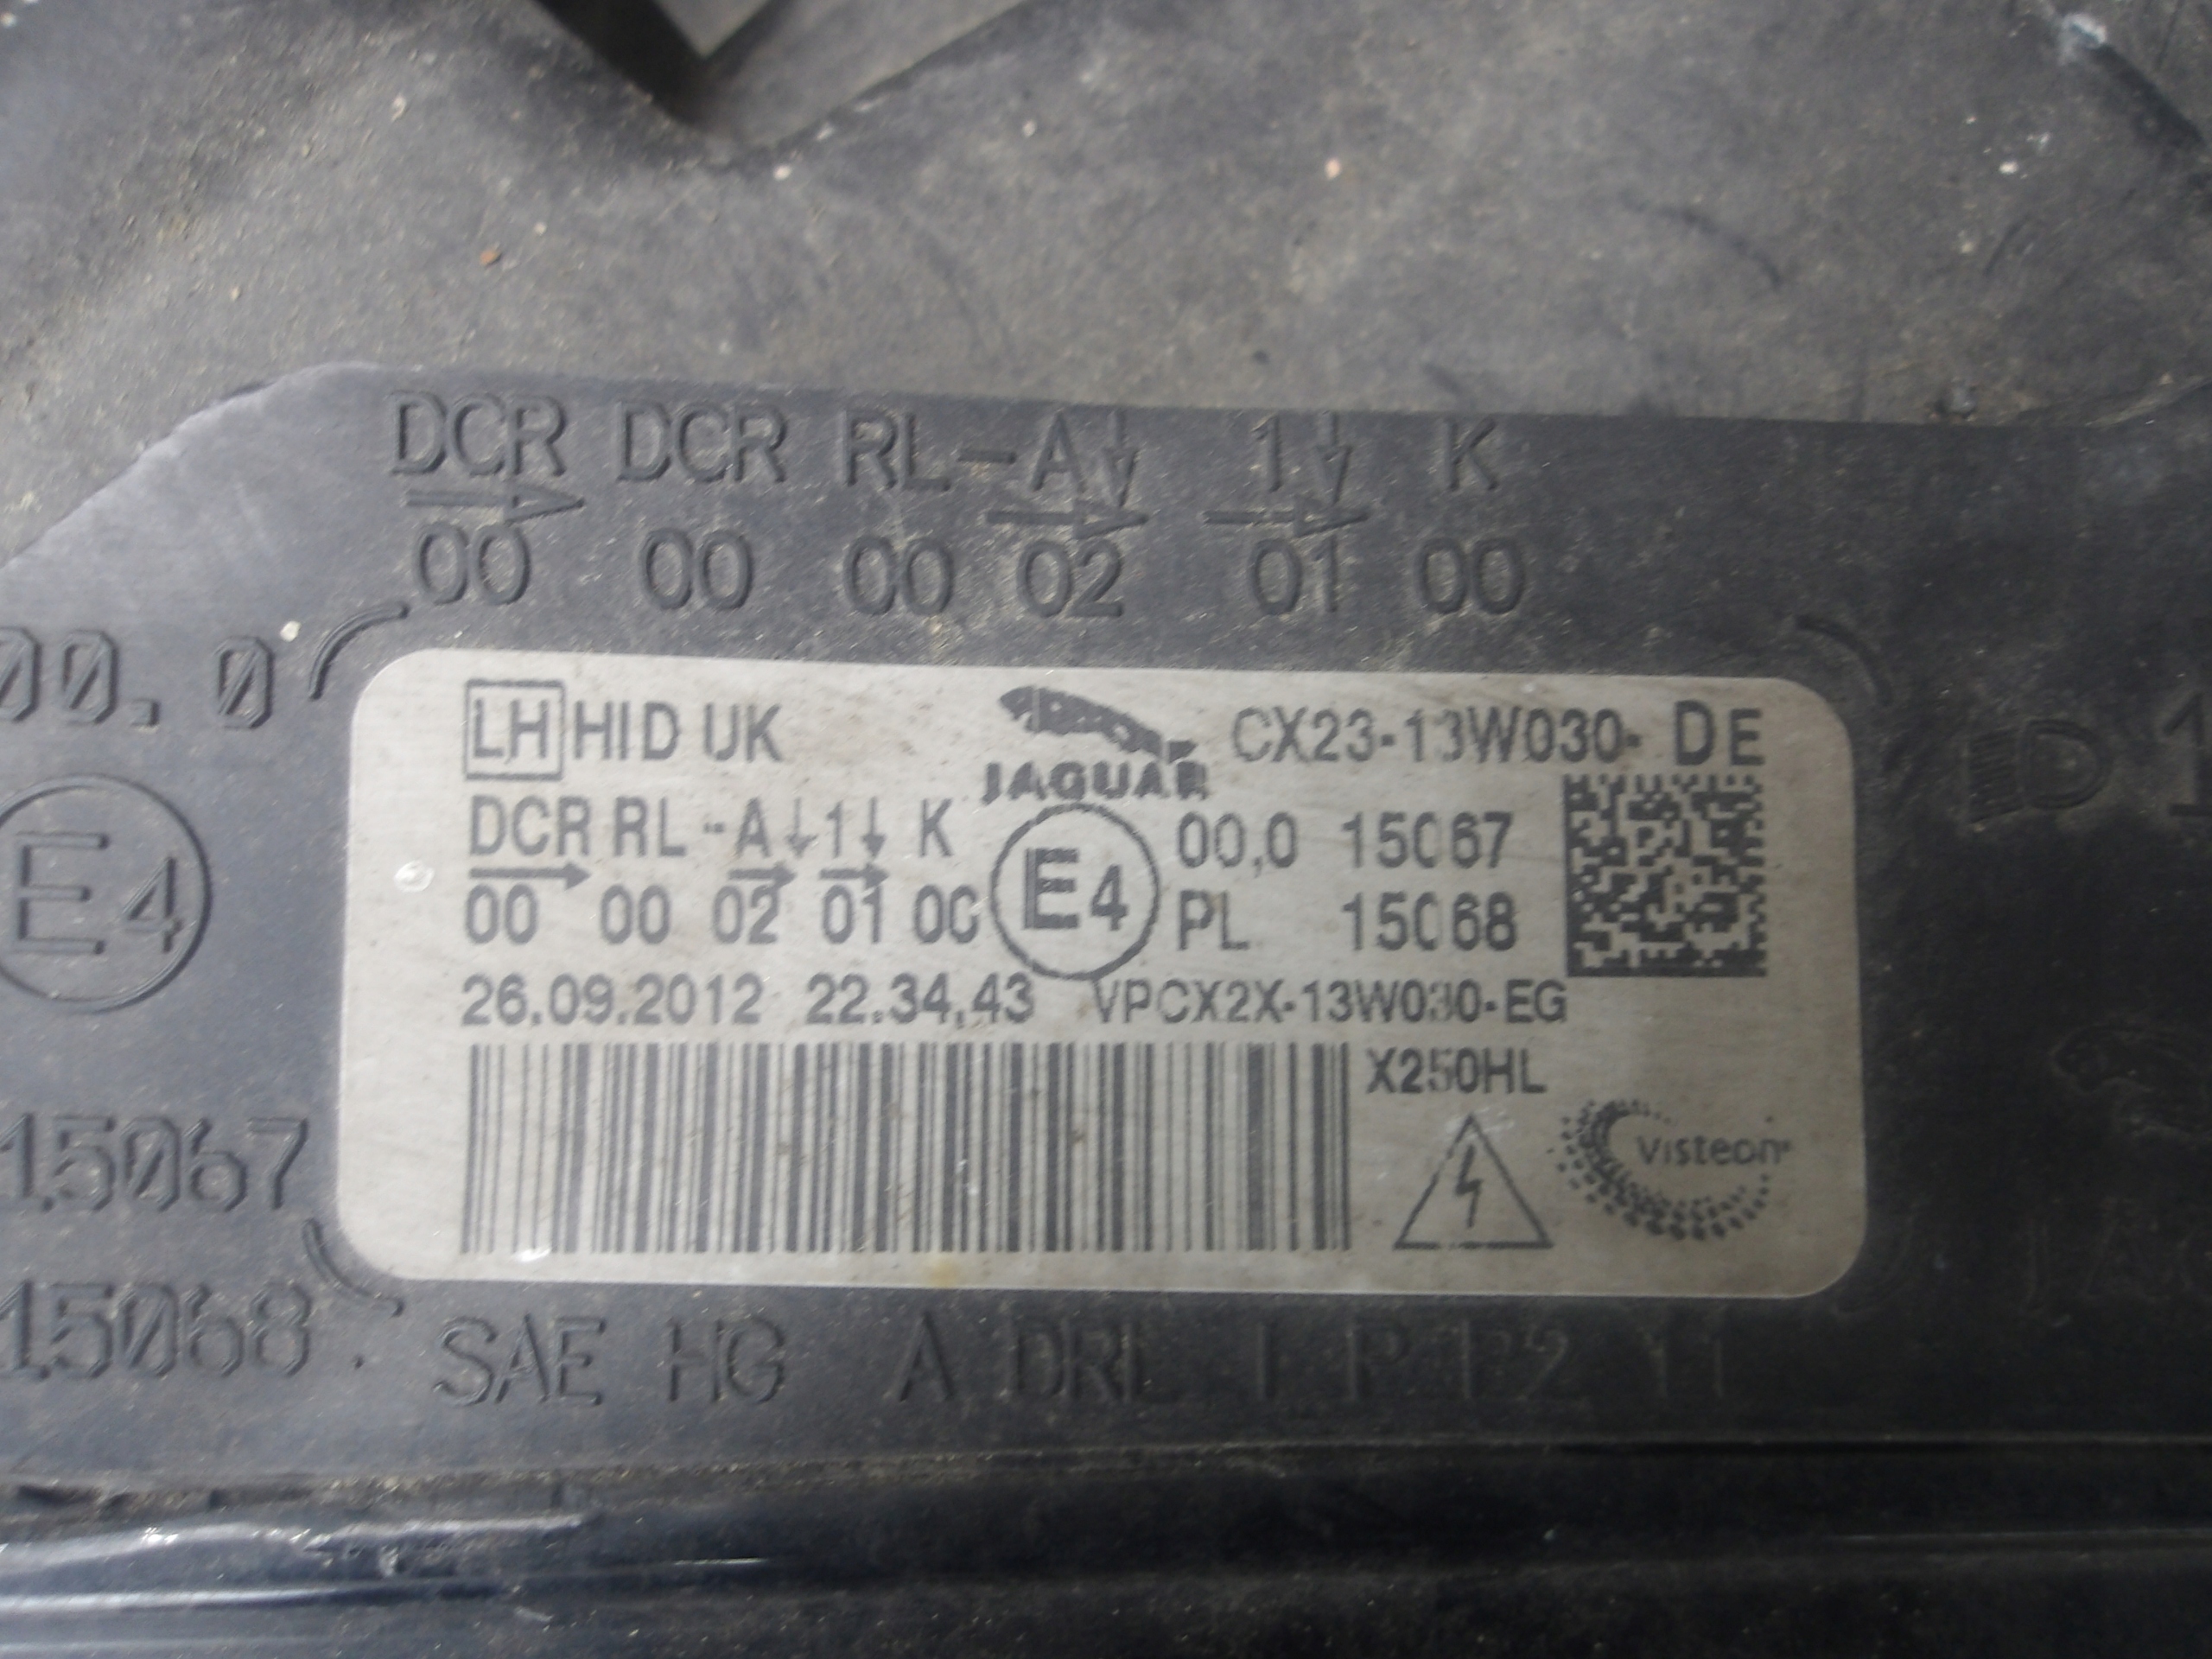 DCR DCR RL-A↓ 1↓ K
00 00 00 02 01 00
00.0
E4
15067
15068
LH HID UK
JAGUAR
CX23-13W030- DE
DCR RL -A↓ 1↓ K
00 00 02 01 00
E4
00,0 15067
PL 15068
26.09.2012 22.34.43 VPCX2X-13W030-EG
X250HL
Visteon
SAE HG A DRL I P P2 Y1